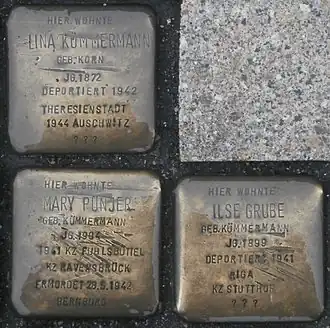 HIER WOHNTE
LINA KÜMMERMANN
GEB. KORN
JG. 1872
DEPORTIERT 1942
THERESIENSTADT
1944 AUSCHWITZ
? ? ?
HIER WOHNTE
MARY PÜNJER
GEB. KÜMMERMANN
JG. 1904
1941 KZ FUHLSBÜTTEL
KZ RAVENSBRÜCK
ERMORDET 28.5.1942
BERNBURG
HIER WOHNTE
ILSE GRUBE
GEB. KÜMMERMANN
JG. 1899
DEPORTIERT 1941
RIGA
KZ STUTTHOF
? ? ?